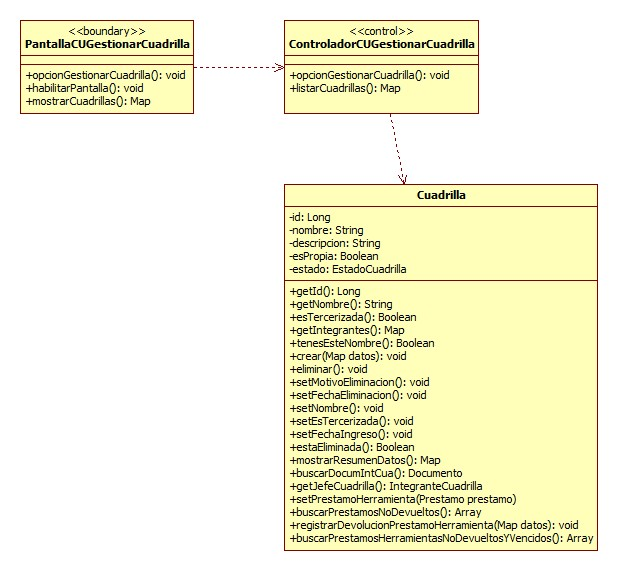 <<boundary>>
PantallaCUGestionarCuadrilla
+opcionGestionarCuadrilla(): void
+habilitarPantalla(): void
+mostrarCuadrillas(): Map
<<control>>
ControladorCUGestionarCuadrilla
+opcionGestionarCuadrilla(): void
+listarCuadrillas(): Map
Cuadrilla
-id: Long
-nombre: String
-descripcion: String
-esPropia: Boolean
-estado: EstadoCuadrilla
+getId(): Long
+getNombre(): String
+esTercerizada(): Boolean
+getIntegrantes(): Map
+tenesEsteNombre(): Boolean
+crear(Map datos): void
+eliminar(): void
+setMotivoEliminacion(): void
+setFechaEliminacion(): void
+setNombre(): void
+setEsTercerizada(): void
+setFechaIngreso(): void
+estaEliminada(): Boolean
+mostrarResumenDatos(): Map
+buscarDocumIntCua(): Documento
+getJefeCuadrilla(): IntegranteCuadrilla
+setPrestamoHerramienta(Prestamo prestamo)
+buscarPrestamosNoDevueltos(): Array
+registrarDevolucionPrestamoHerramienta(Map datos): void
+buscarPrestamosHerramientasNoDevueltosYVencidos(): Array